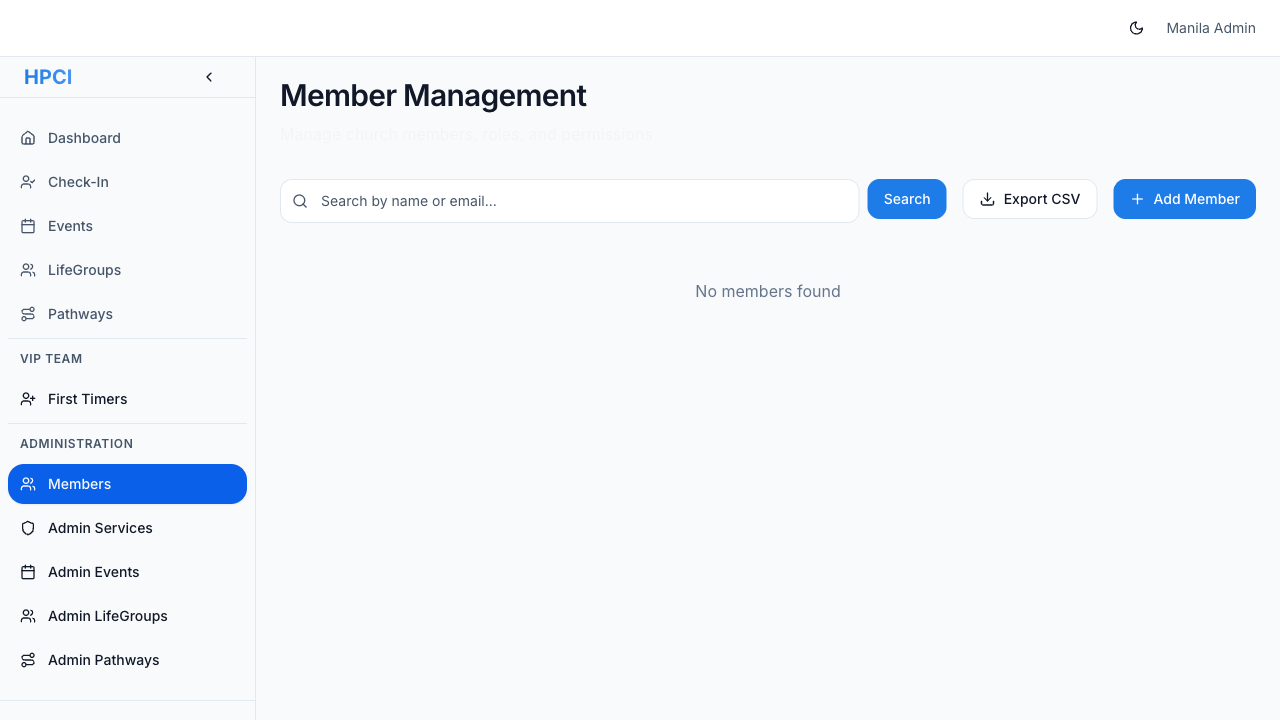 Manila Admin
HPCI
Dashboard
Check-In
Events
LifeGroups
Pathways
VIP TEAM
First Timers
ADMINISTRATION
Members
Admin Services
Admin Events
Admin LifeGroups
Admin Pathways
Member Management
Manage church members, roles, and permissions
Search by name or email...
Search
Export CSV
Add Member
No members found